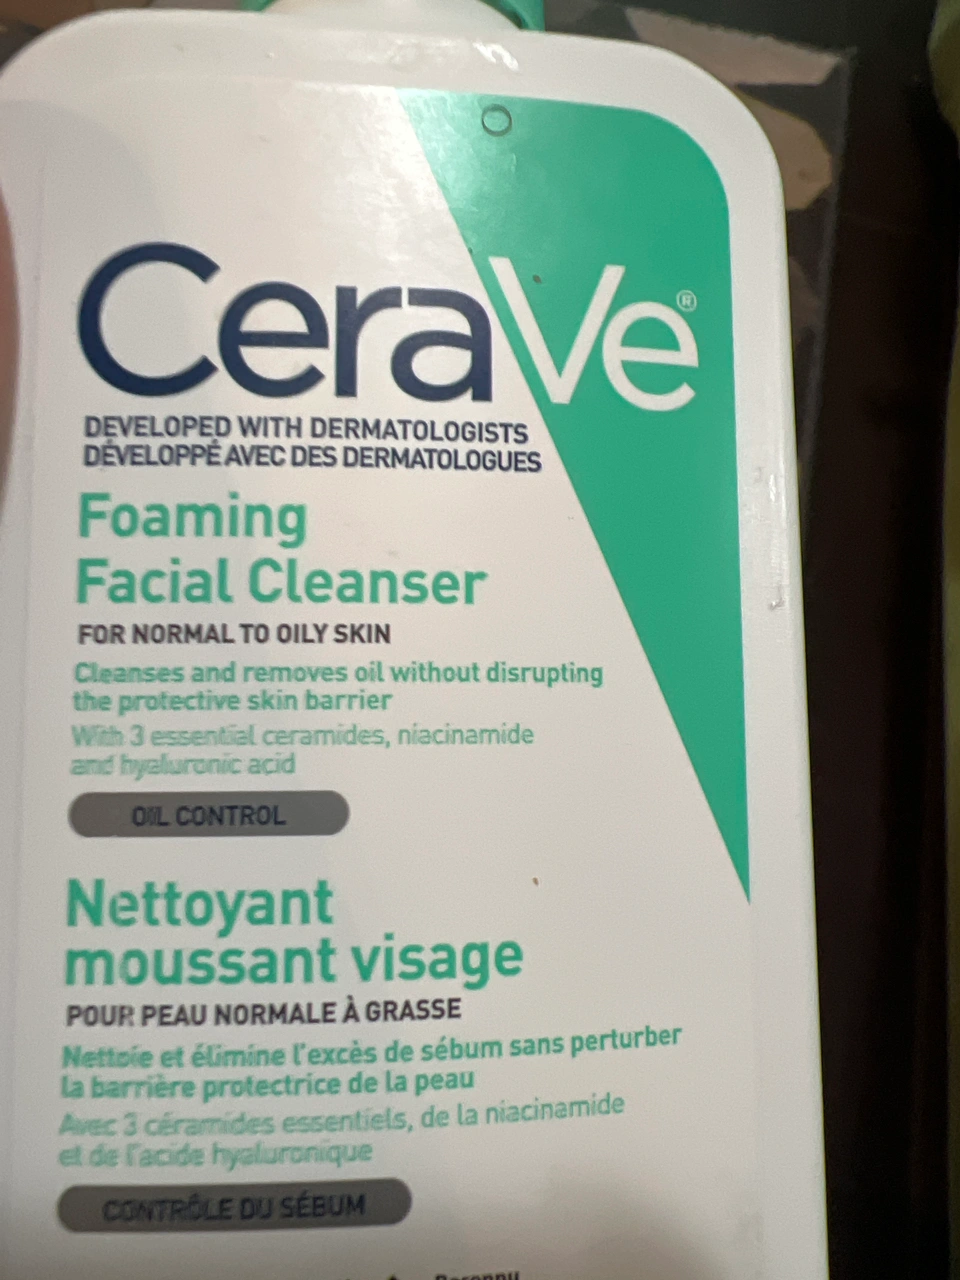 CeraVe®
DEVELOPED WITH DERMATOLOGISTS
DÉVELOPPÉ AVEC DES DERMATOLOGUES
Foaming
Facial Cleanser
FOR NORMAL TO OILY SKIN
Cleanses and removes oil without disrupting
the protective skin barrier
With 3 essential ceramides, niacinamide
and hyaluronic acid
OIL CONTROL
Nettoyant
moussant visage
POUR PEAU NORMALE À GRASSE
Nettoie et élimine l'excès de sébum sans perturber
la barrière protectrice de la peau
Avec 3 céramides essentiels, de la niacinamide
et de l'acide hyaluronique
CONTRÔLE DU SÉBUM